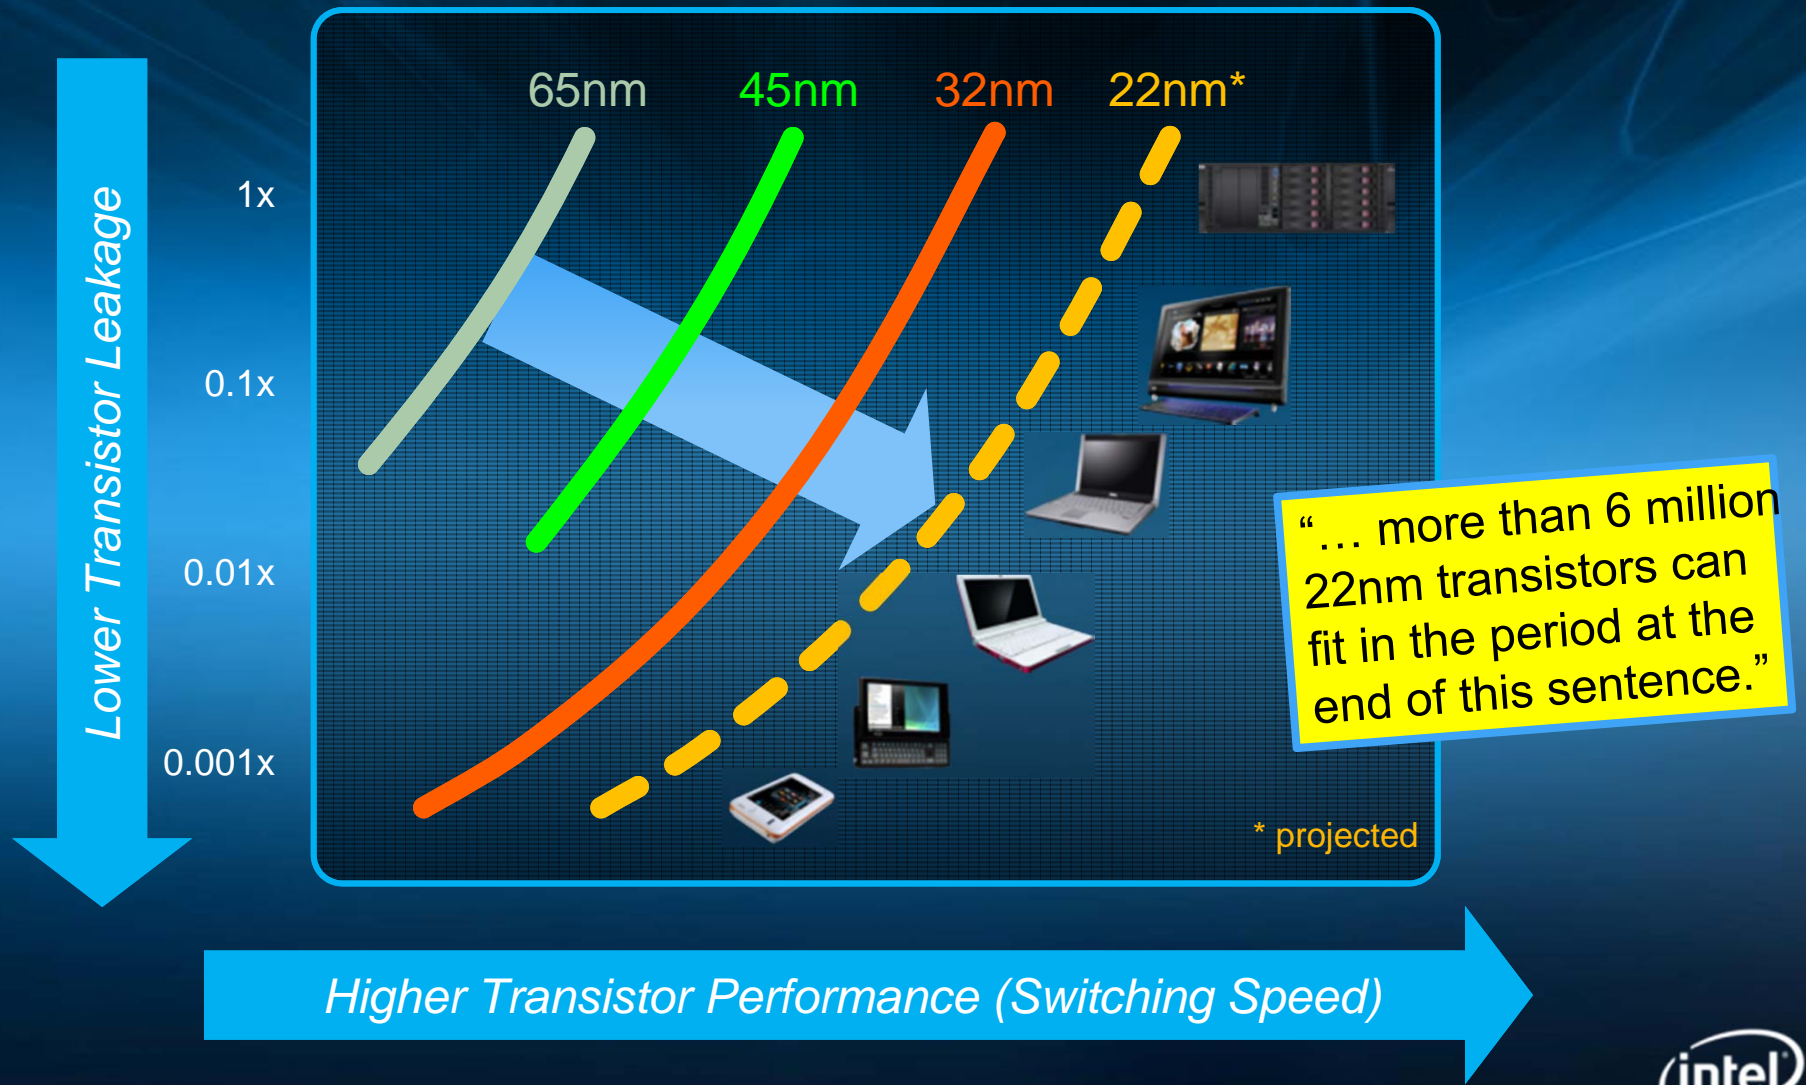 65nm 45nm 32nm 22nm*
Lower Transistor Leakage
1x
0.1x
0.01x
0.001x
“… more than 6 million
22nm transistors can
fit in the period at the
end of this sentence.”
* projected
Higher Transistor Performance (Switching Speed)
intel